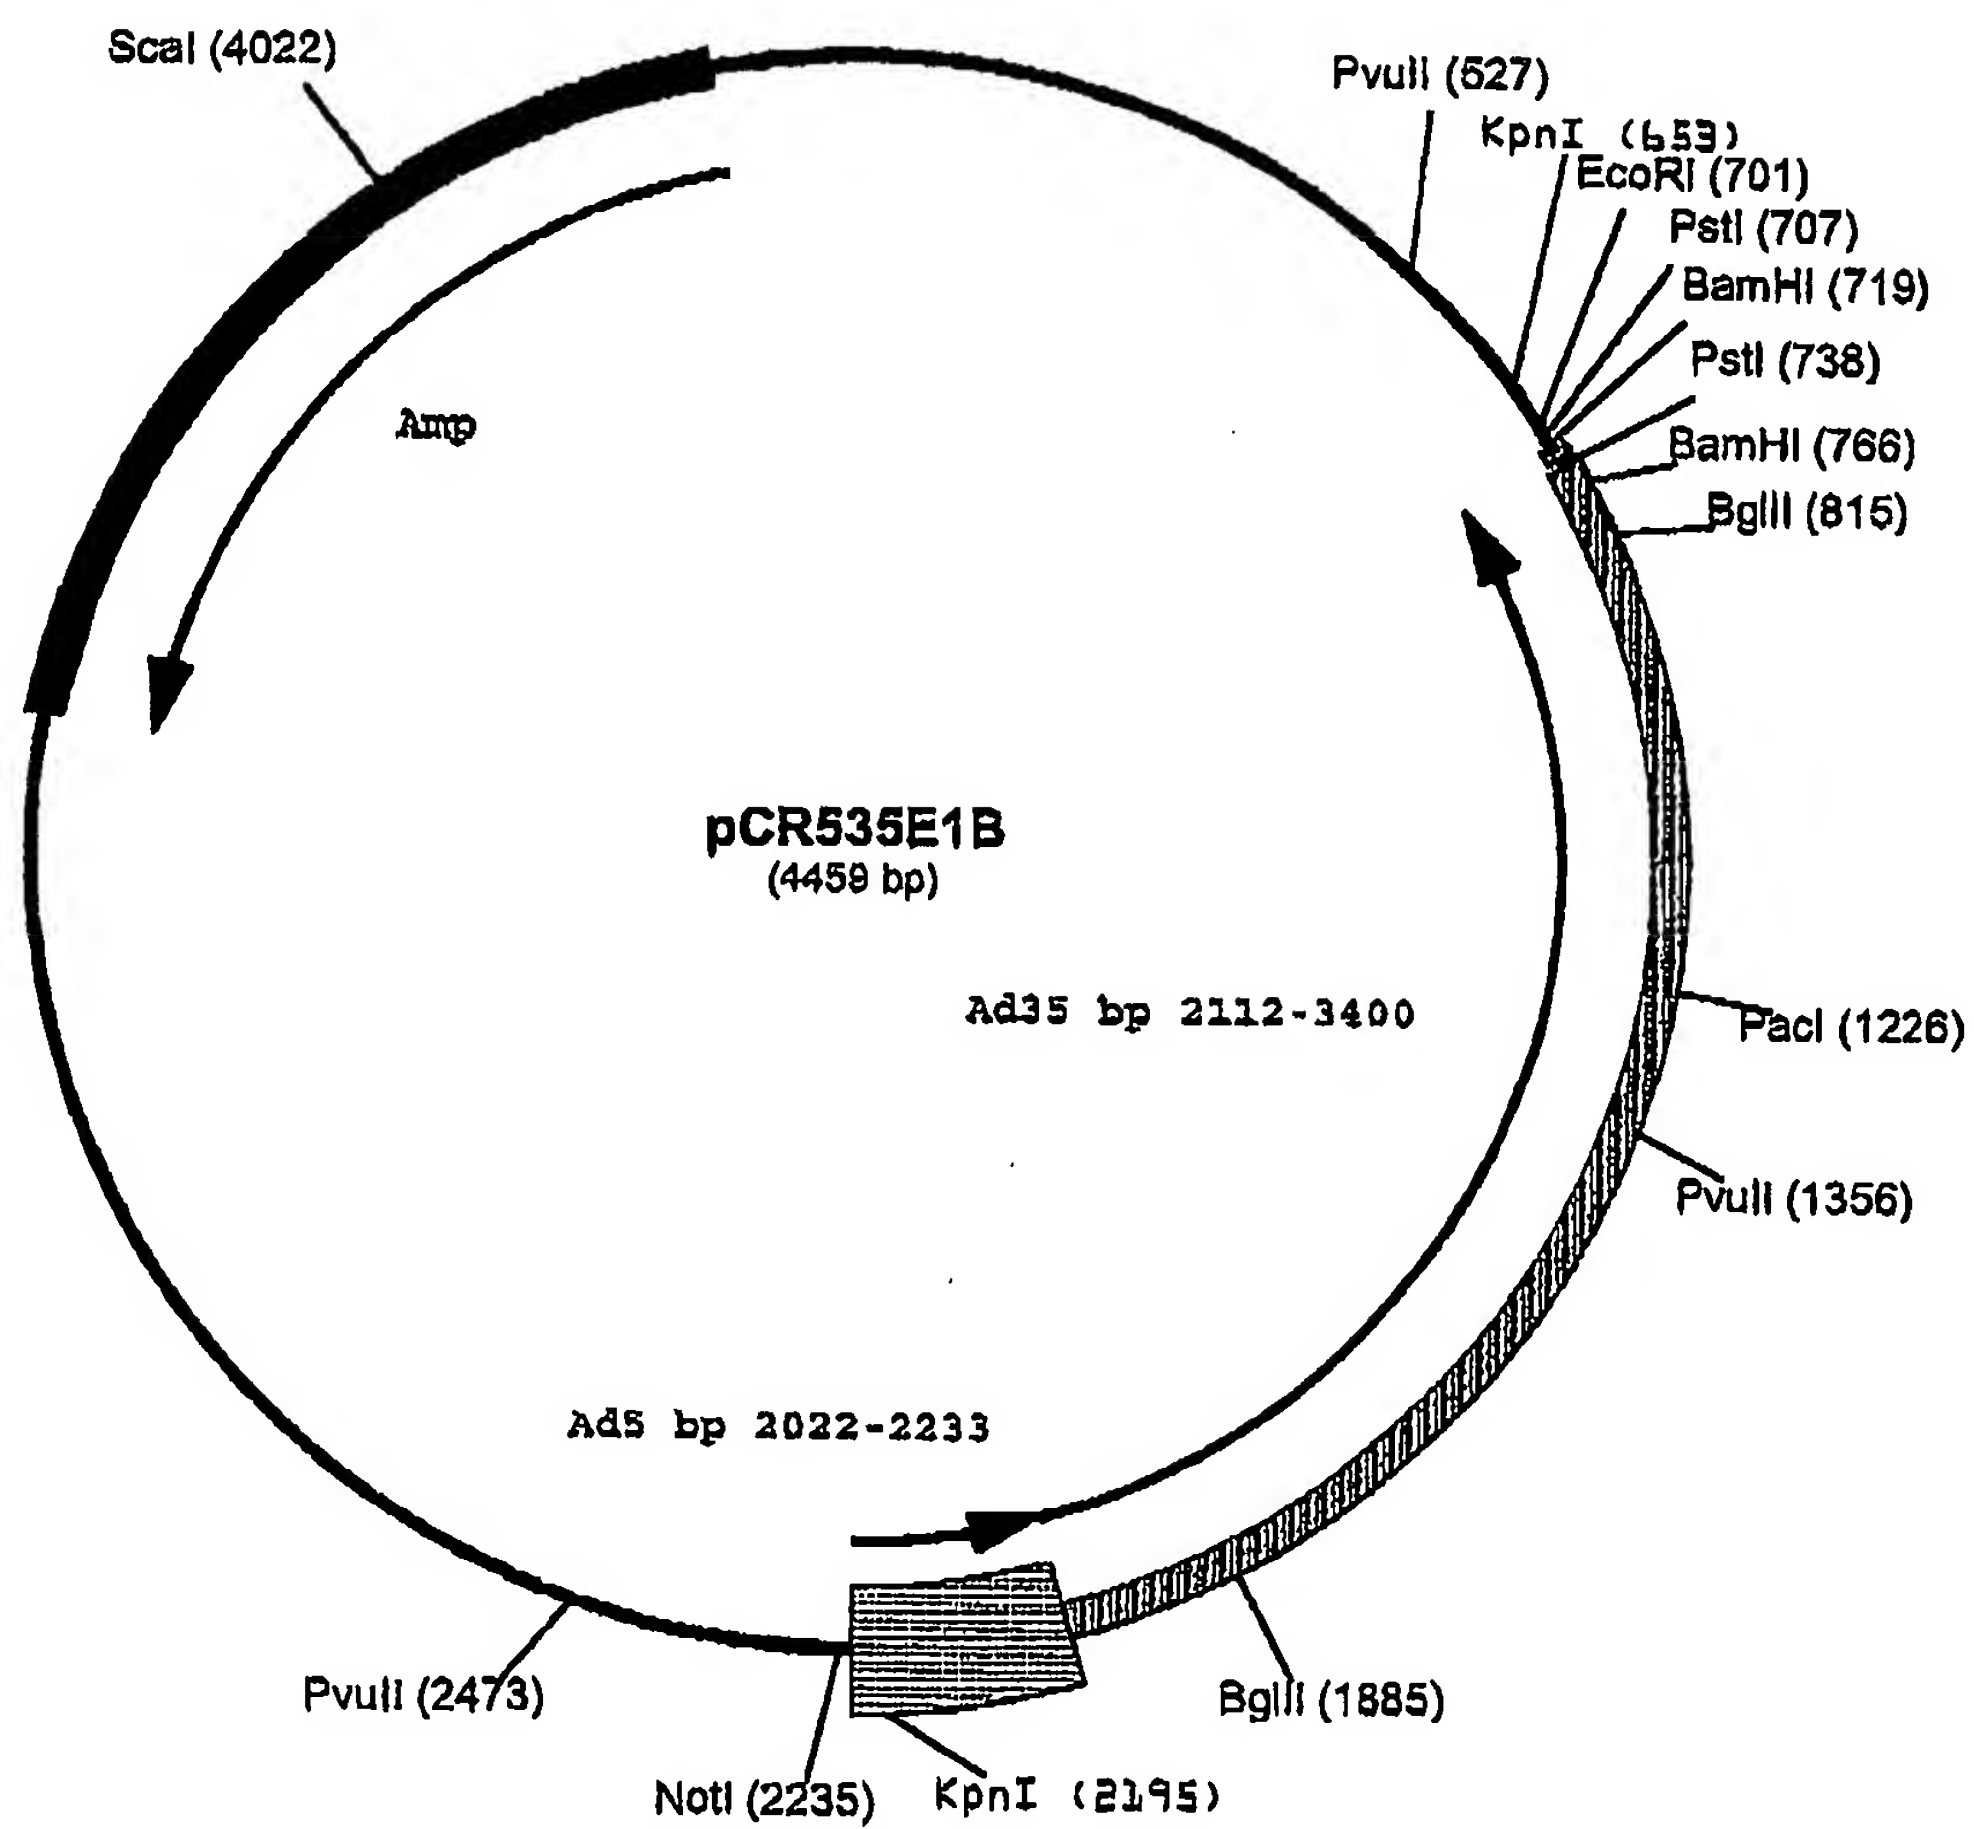 ScaI (4022)
PvuII (527)
KpnI (653)
EcoRI (701)
PstI (707)
BamHI (719)
PstI (738)
BamHI (766)
BglII (815)
Amp
pCR535E1B
(4459 bp)
Ad35 bp 2112-3400
PacI (1226)
PvuII (1356)
Ad5 bp 2022-2233
PvuII (2473)
BglII (1885)
NotI (2235)
KpnI (2195)